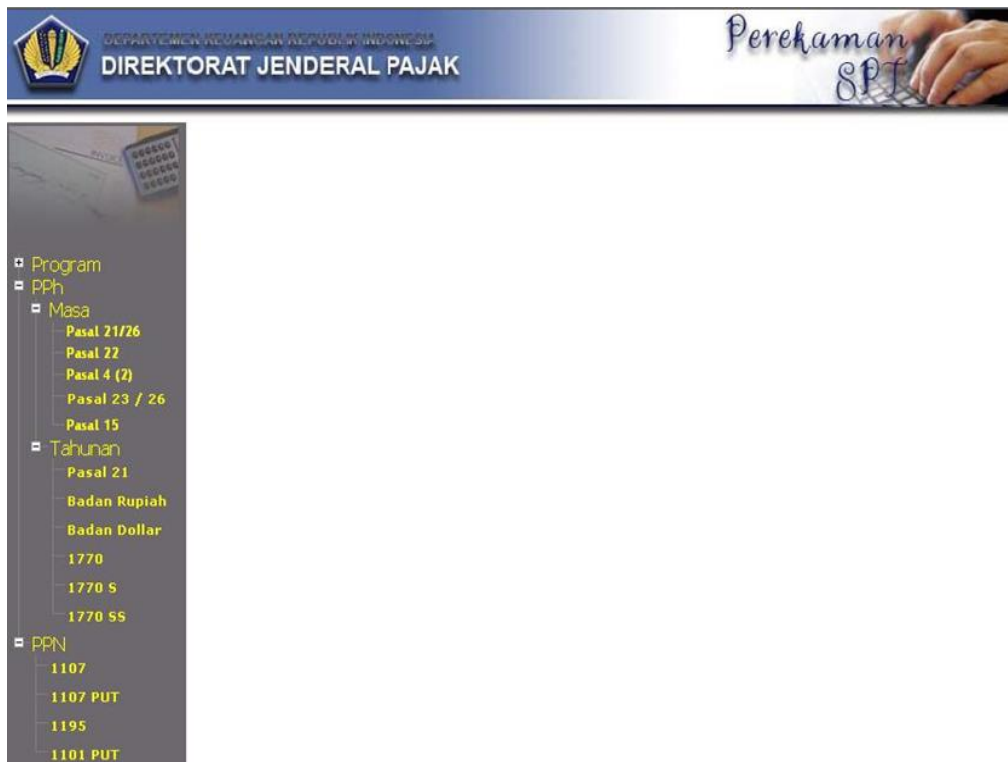 DEPARTEMEN KEUANGAN REPUBLIK INDONESIA
DIREKTORAT JENDERAL PAJAK
Perekaman
SPT
Program
PPh
Masa
Pasal 21/26
Pasal 22
Pasal 4 (2)
Pasal 23 / 26
Pasal 15
Tahunan
Pasal 21
Badan Rupiah
Badan Dollar
1770
1770 S
1770 SS
PPN
1107
1107 PUT
1195
1101 PUT